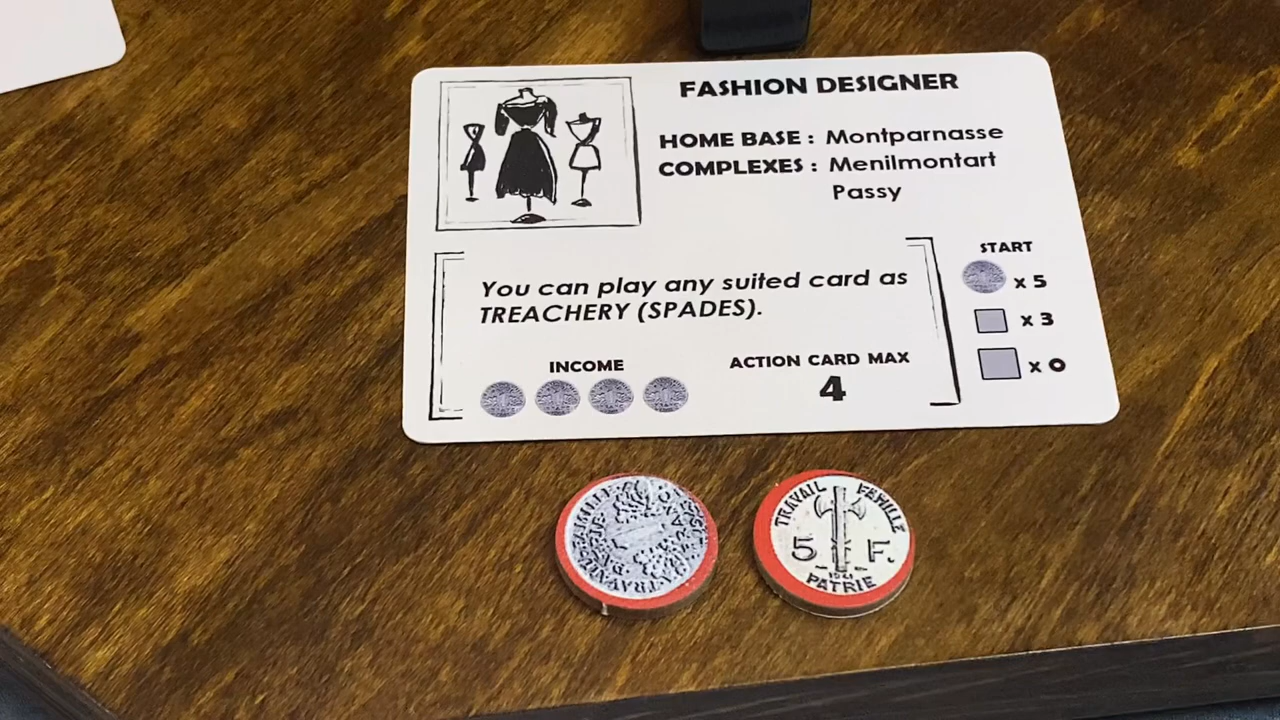 FASHION DESIGNER
HOME BASE : Montparnasse
COMPLEXES : Menilmontart
Passy
You can play any suited card as
TREACHERY (SPADES).
INCOME
ACTION CARD MAX
4
START
x 5
x 3
x 0
TRAVAIL FAMILLE
5 F.
1941
PATRIE